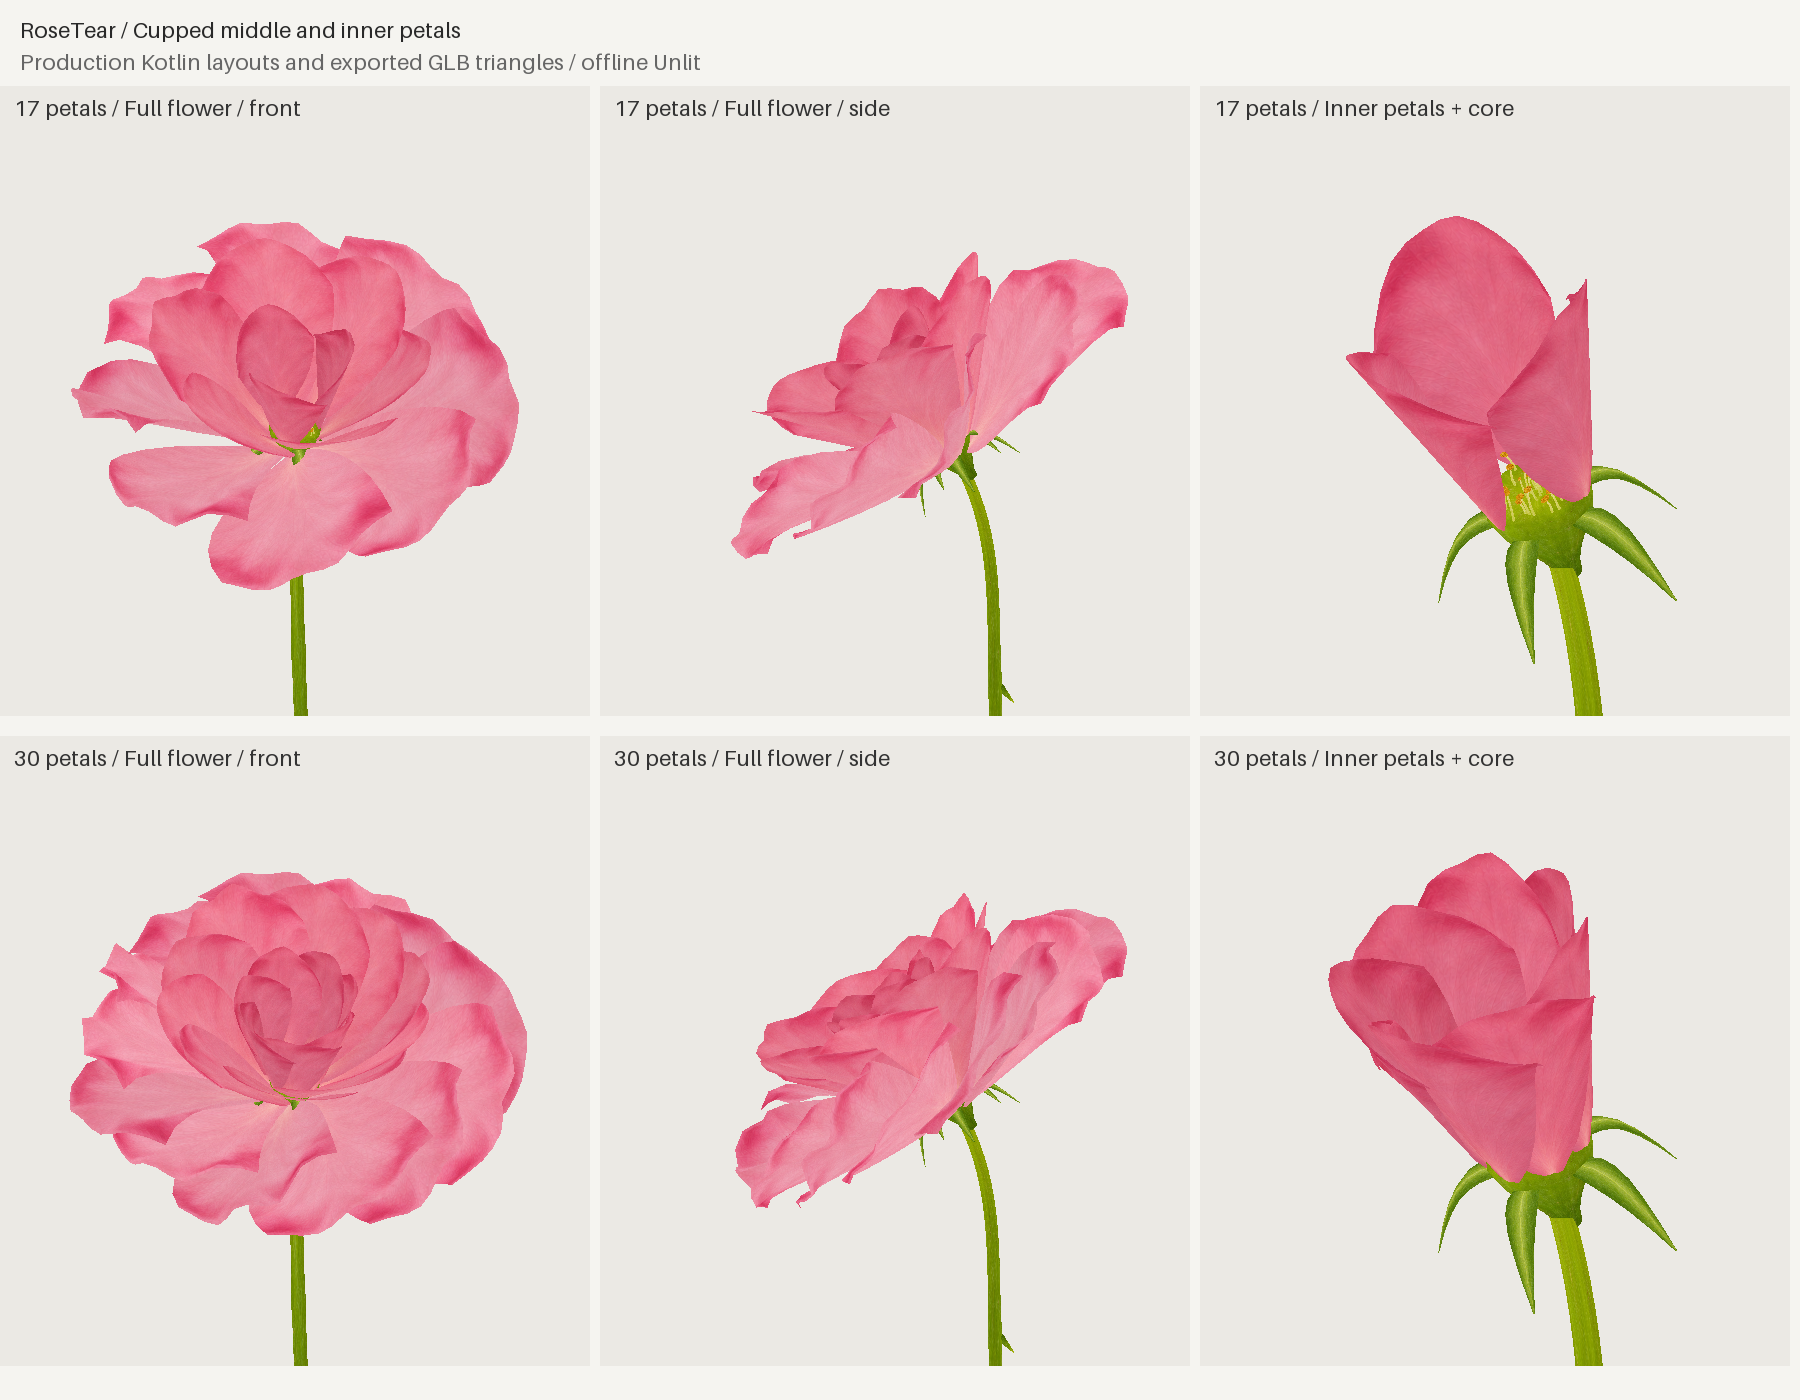 RoseTear / Cupped middle and inner petals
Production Kotlin layouts and exported GLB triangles / offline Unlit
17 petals / Full flower / front
17 petals / Full flower / side
17 petals / Inner petals + core
30 petals / Full flower / front
30 petals / Full flower / side
30 petals / Inner petals + core